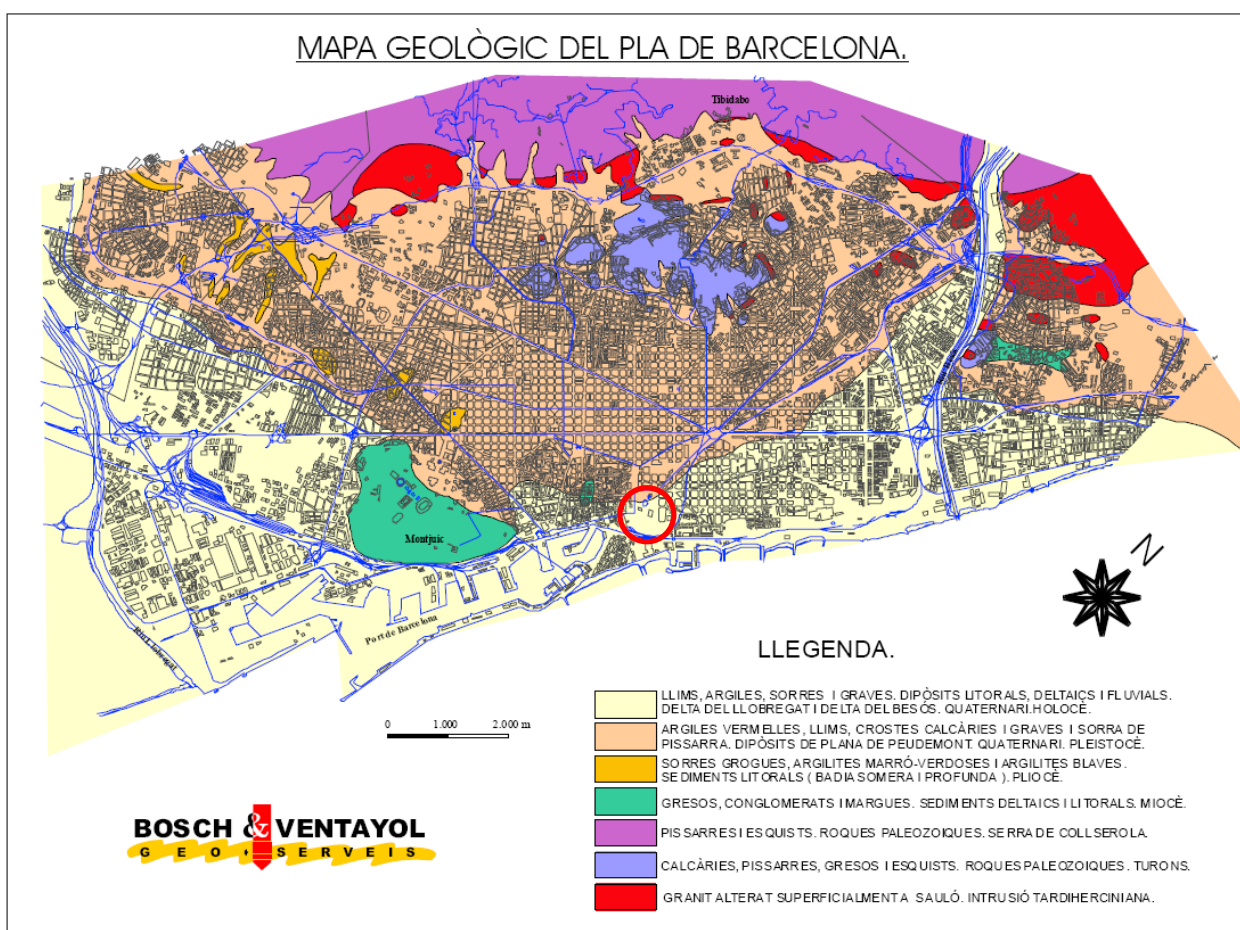 MAPA GEOLÒGIC DEL PLA DE BARCELONA.
Tibidabo
Montjuic
Port de Barcelona
N
0 1.000 2.000 m
LLEGENDA.
LLIMS, ARGILES, SORRES I GRAVES. DIPÒSITS LITORALS, DELTAICS I FLUVIALS.
DELTA DEL LLOBREGAT I DELTA DEL BESÓS. QUATERNARI.HOLOCÈ.
ARGILES VERMELLES, LLIMS, CROSTES CALCÀRIES I GRAVES I SORRA DE
PISSARRA. DIPÒSITS DE PLANA DE PEUDEMONT. QUATERNARI. PLEISTOCÈ.
SORRES GROGUES, ARGILITES MARRÓ-VERDOSES I ARGILITES BLAVES.
SEDIMENTS LITORALS ( BADIA SOMERA I PROFUNDA ). PLIOCÈ.
GRESOS, CONGLOMERATS I MARGUES. SEDIMENTS DELTAICS I LITORALS. MIOCÈ.
PISSARRES I ESQUISTS. ROQUES PALEOZOIQUES. SERRA DE COLLSEROLA.
CALCÀRIES, PISSARRES, GRESOS I ESQUISTS. ROQUES PALEOZOIQUES. TURONS.
GRANIT ALTERAT SUPERFICIALMENT A SAULÓ. INTRUSIÓ TARDIHERCINIANA.
BOSCH & VENTAYOL
GEO SERVEIS